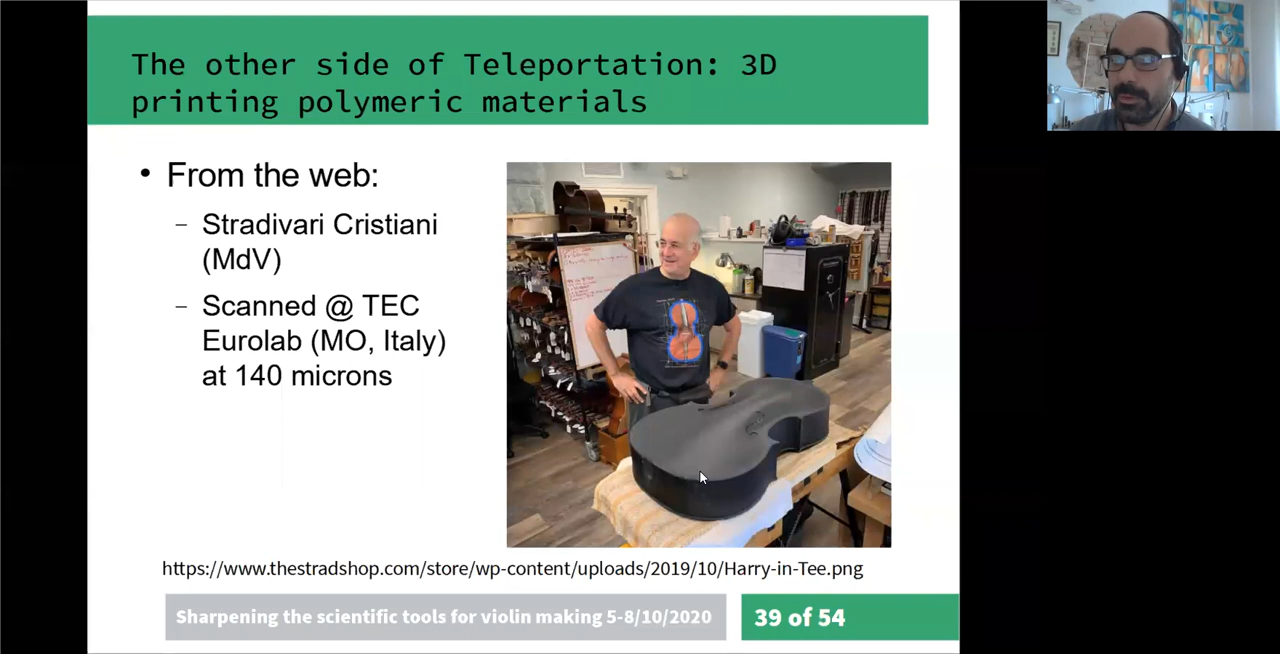 The other side of Teleportation: 3D
printing polymeric materials
• From the web:
– Stradivari Cristiani
(MdV)
– Scanned @ TEC
Eurolab (MO, Italy)
at 140 microns
https://www.thestradshop.com/store/wp-content/uploads/2019/10/Harry-in-Tee.png
Sharpening the scientific tools for violin making 5-8/10/2020
39 of 54